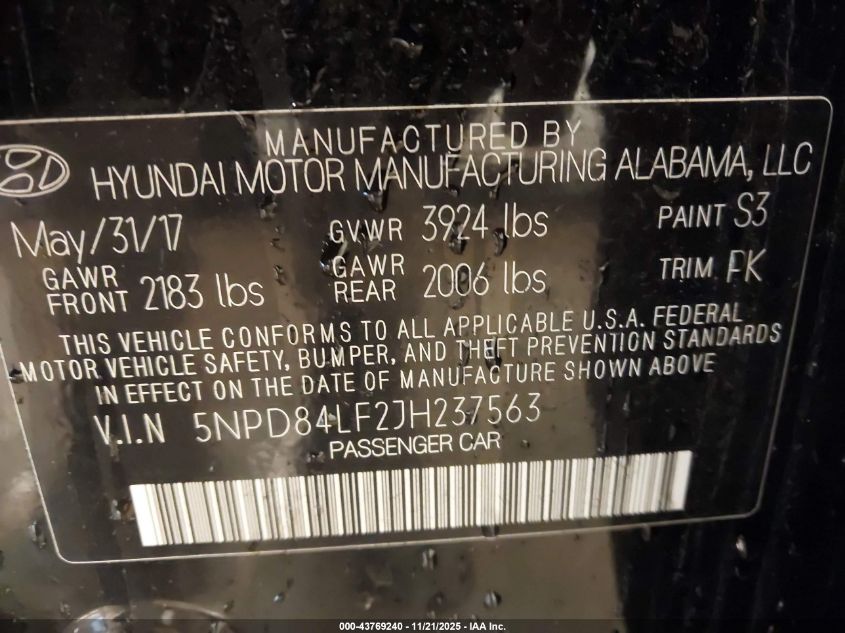 MANUFACTURED BY
HYUNDAI MOTOR MANUFACTURING ALABAMA, LLC
May/31/17 GVWR 3924 lbs PAINT S3
GAWR FRONT 2183 lbs GAWR REAR 2006 lbs TRIM FK
THIS VEHICLE CONFORMS TO ALL APPLICABLE U.S.A. FEDERAL
MOTOR VEHICLE SAFETY, BUMPER, AND THEFT PREVENTION STANDARDS
IN EFFECT ON THE DATE OF MANUFACTURE SHOWN ABOVE
V.I.N 5NPD84LF2JH237563
PASSENGER CAR
000-43769240 - 11/21/2025 - IAA Inc.